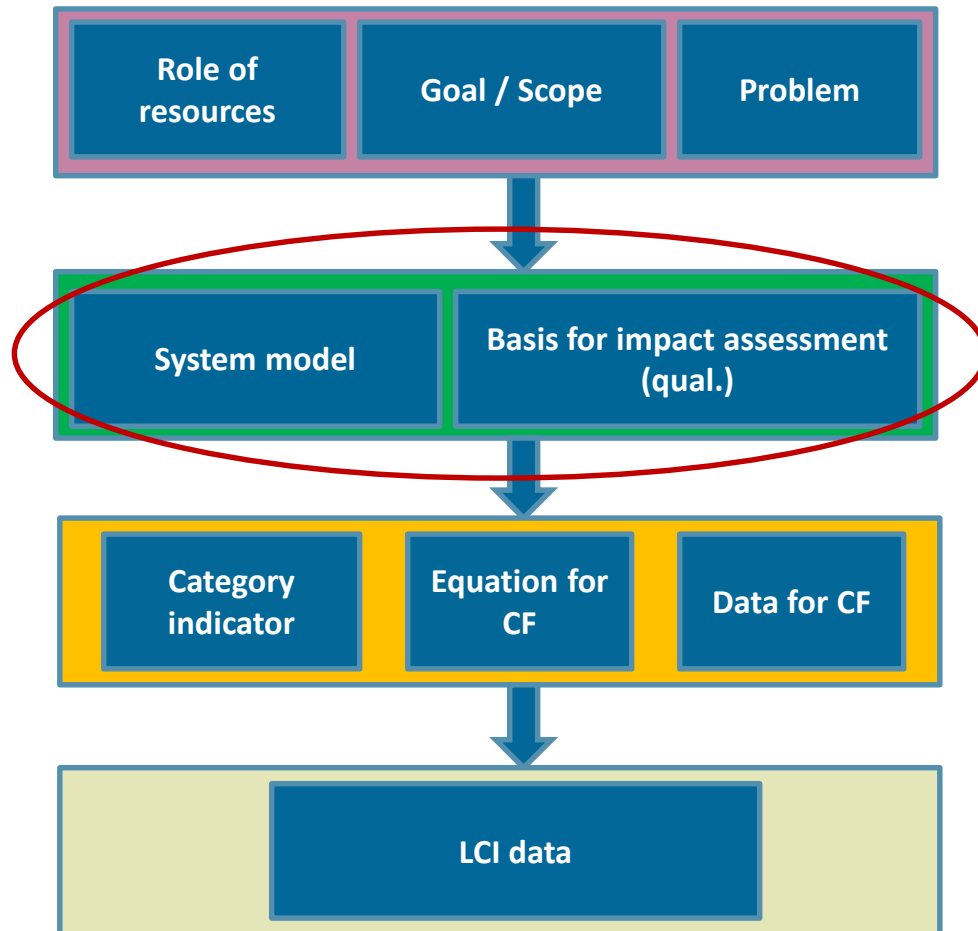 Role of
resources
Goal / Scope
Problem
System model
Basis for impact assessment
(qual.)
Category
indicator
Equation for
CF
Data for CF
LCI data